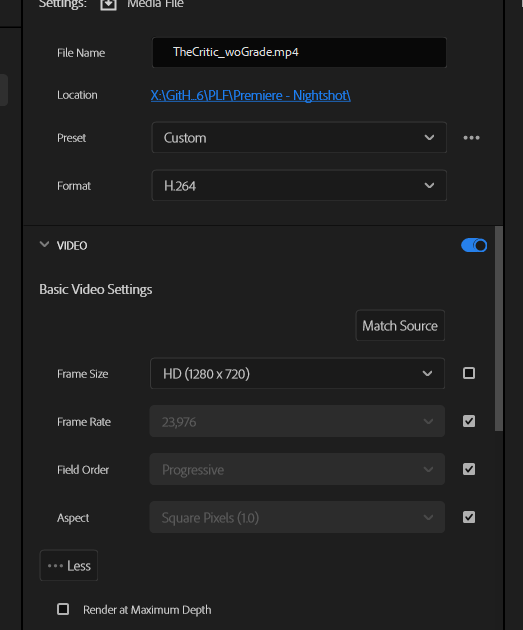 Settings: Media File
File Name TheCritic_woGrade.mp4
Location X:\GitH..6\PLF\Premiere - Nightshot\
Preset Custom
Format H.264
VIDEO
Basic Video Settings
Match Source
Frame Size HD (1280 x 720)
Frame Rate 23,976
Field Order Progressive
Aspect Square Pixels (1.0)
••• Less
Render at Maximum Depth